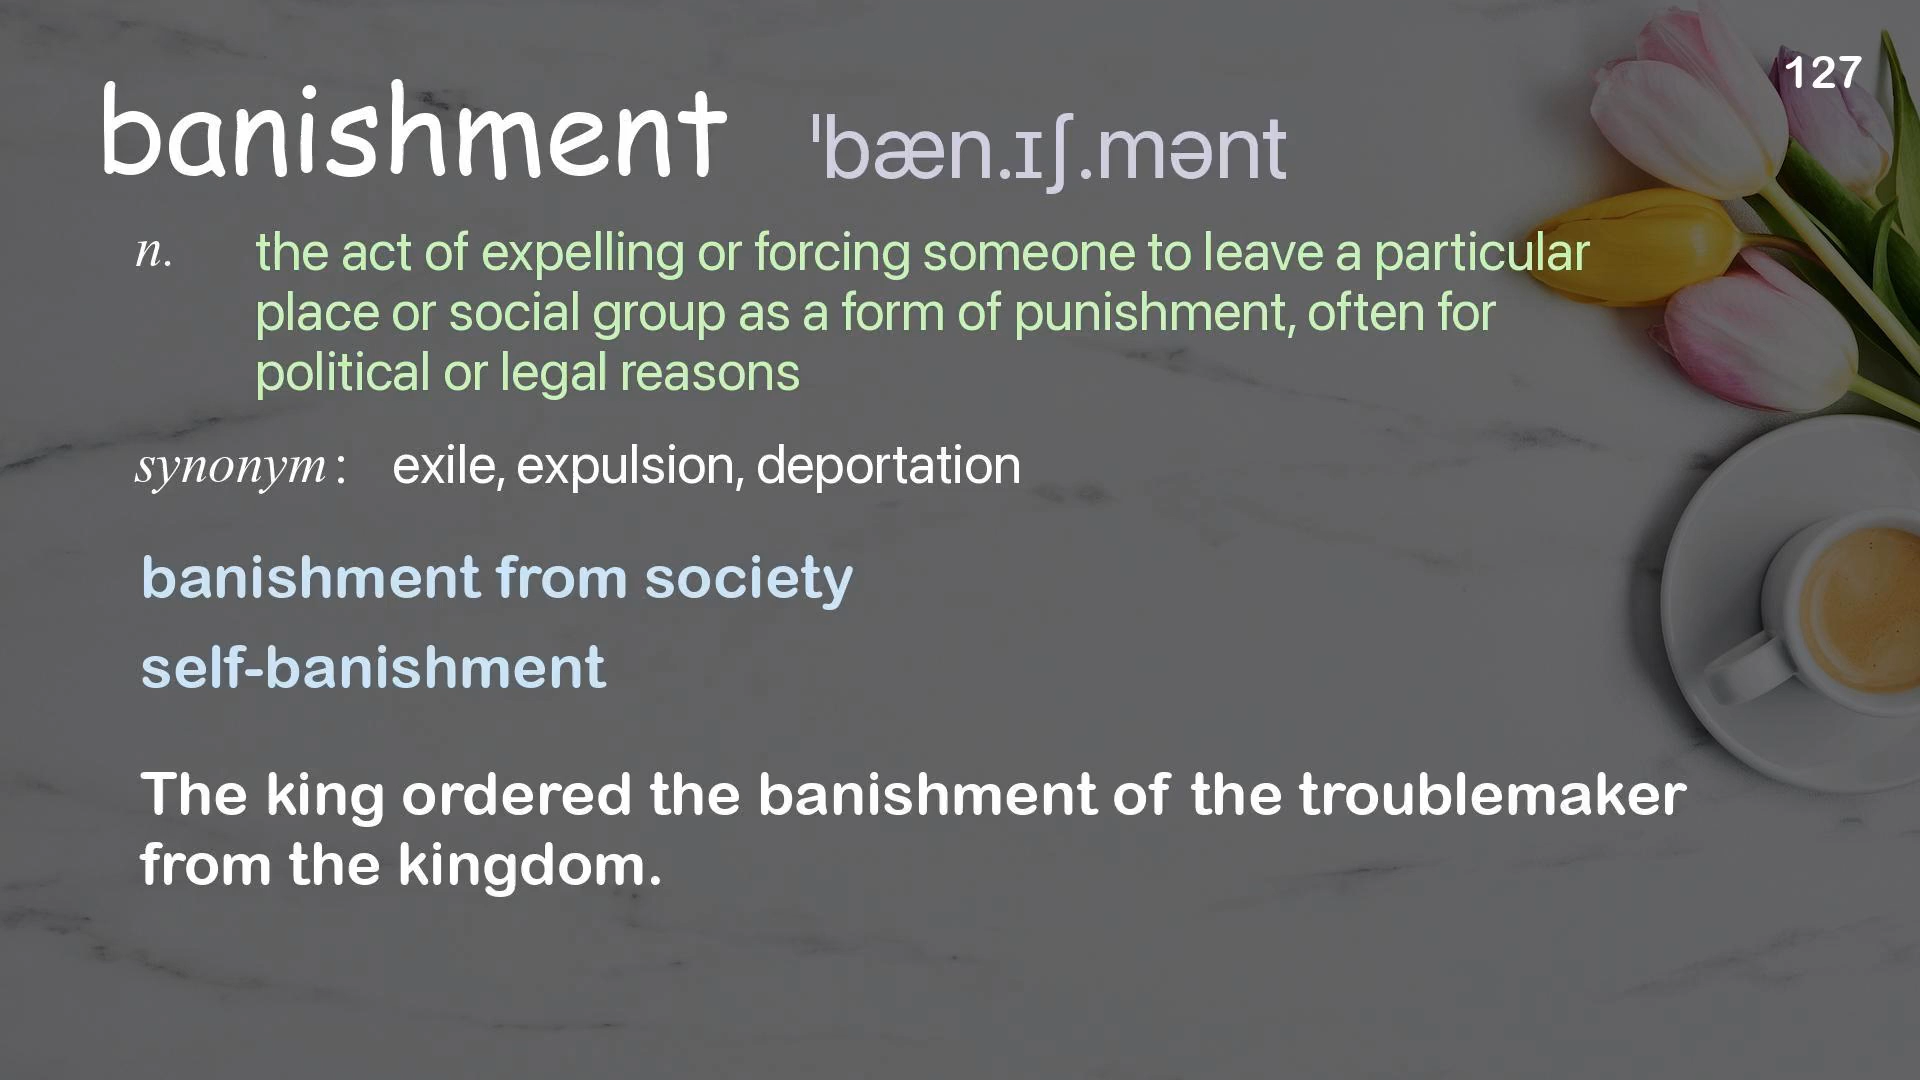 127
banishment ˈbæn.ɪʃ.mənt
n. the act of expelling or forcing someone to leave a particular
place or social group as a form of punishment, often for
political or legal reasons
synonym: exile, expulsion, deportation
banishment from society
self-banishment
The king ordered the banishment of the troublemaker
from the kingdom.